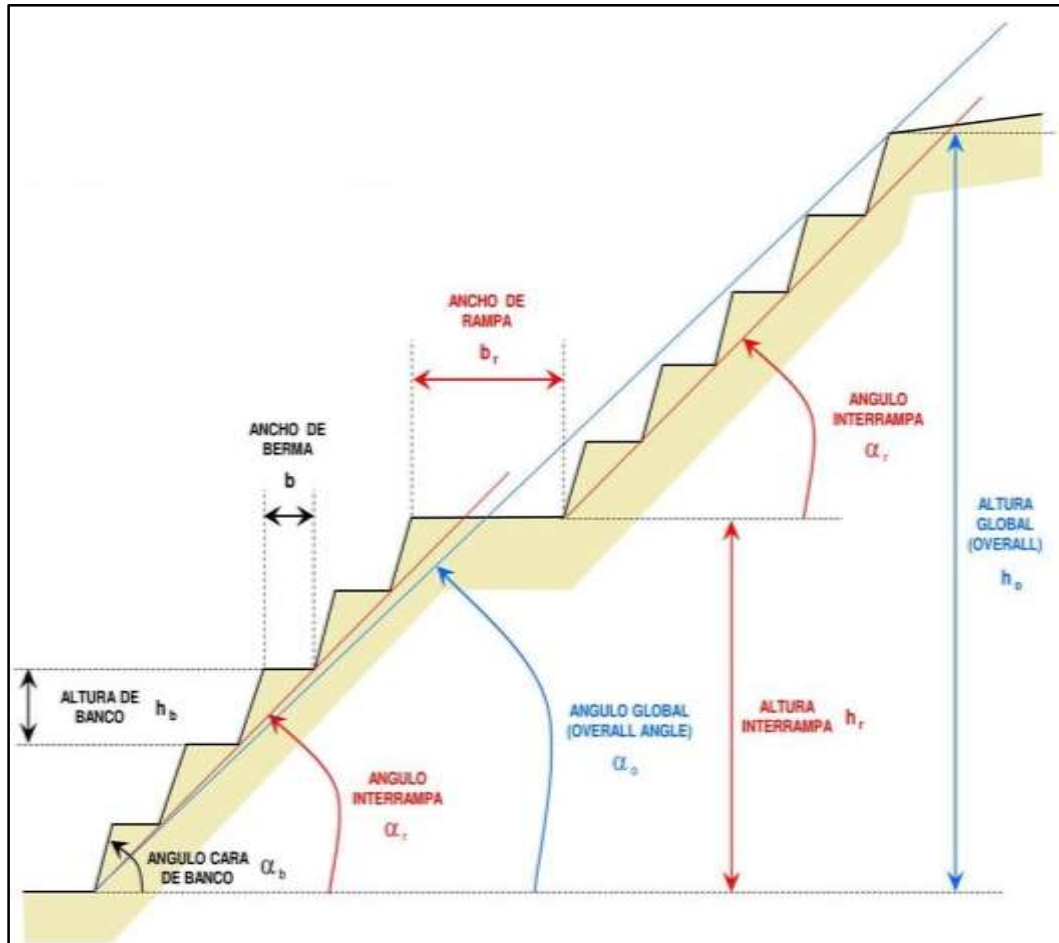 ANCHO DE
RAMPA
b r
ANCHO DE
BERMA
b
ANGULO
INTERRAMPA
α r
ALTURA
GLOBAL
(OVERALL)
h o
ALTURA DE
BANCO h b
ANGULO GLOBAL
(OVERALL ANGLE)
α o
ALTURA
INTERRAMPA h r
ANGULO
INTERRAMPA
α r
ANGULO CARA
DE BANCO α b